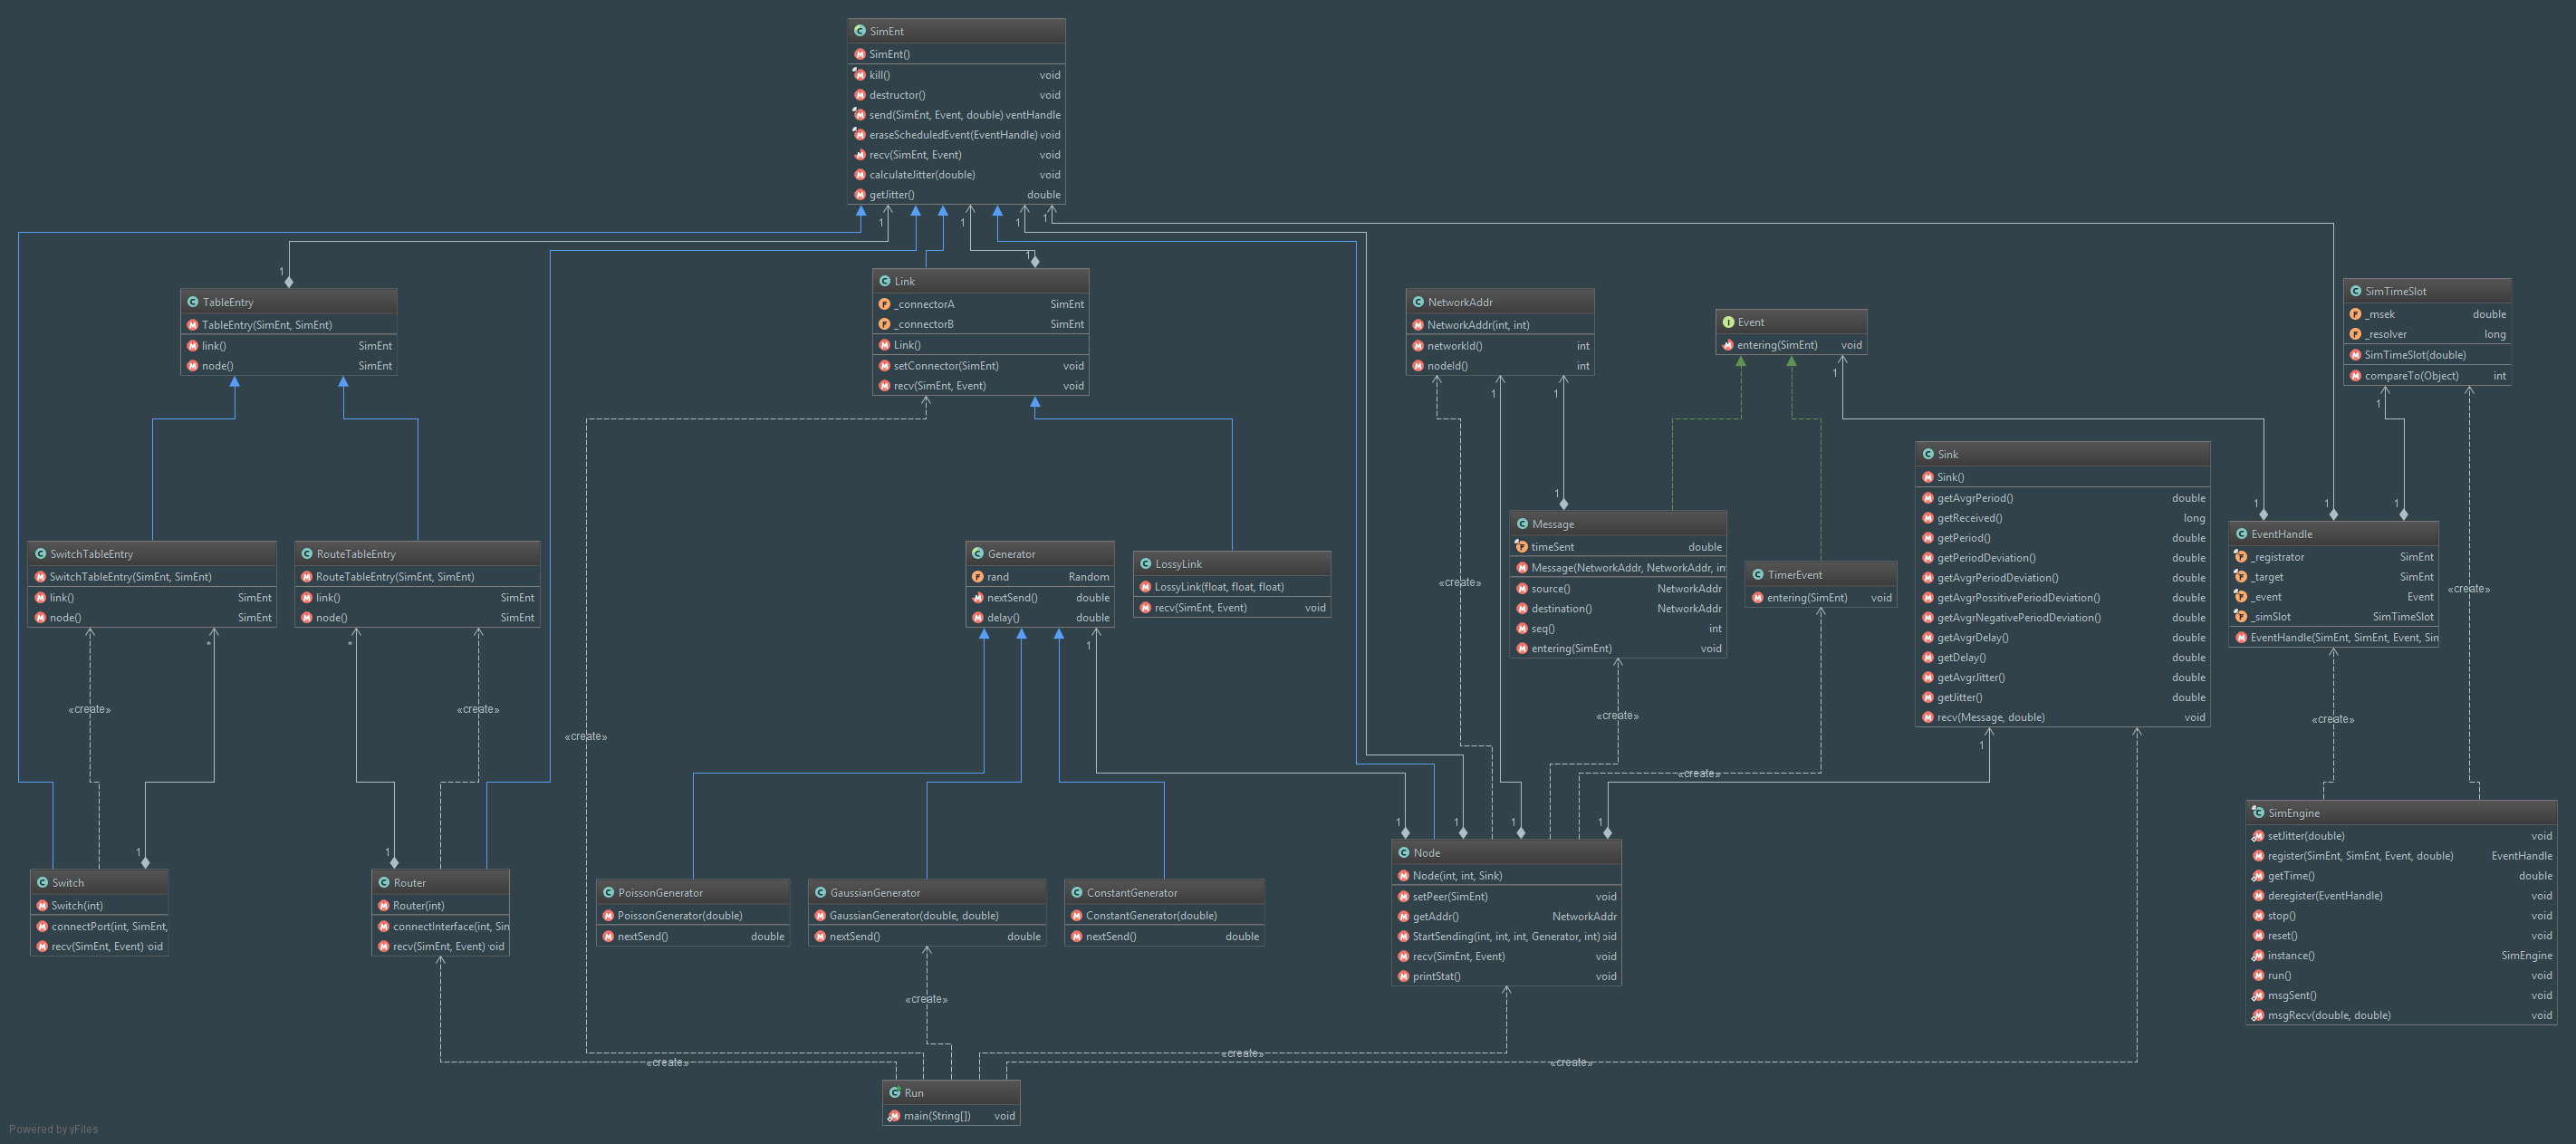 SimEnt
SimEnt()
kill() void
destructor() void
send(SimEnt, Event, double) ventHandle
eraseScheduledEvent(EventHandle) void
recv(SimEnt, Event) void
calculateJitter(double) void
getJitter() double
1
1
1
1
1
1
TableEntry
TableEntry(SimEnt, SimEnt)
link() SimEnt
node() SimEnt
Link
_connectorA SimEnt
_connectorB SimEnt
Link()
setConnector(SimEnt) void
recv(SimEnt, Event) void
NetworkAddr
NetworkAddr(int, int)
networkId() int
nodeId() int
1
1
Event
entering(SimEnt) void
1
SimTimeSlot
_msek double
_resolver long
SimTimeSlot(double)
compareTo(Object) int
1
SwitchTableEntry
SwitchTableEntry(SimEnt, SimEnt)
link() SimEnt
node() SimEnt
*
RouteTableEntry
RouteTableEntry(SimEnt, SimEnt)
link() SimEnt
node() SimEnt
*
Generator
rand Random
nextSend() double
delay() double
1
LossyLink
LossyLink(float, float, float)
recv(SimEnt, Event) void
«create»
1
Message
timeSent double
Message(NetworkAddr, NetworkAddr, in
source() NetworkAddr
destination() NetworkAddr
seq() int
entering(SimEnt) void
TimerEvent
entering(SimEnt) void
Sink
Sink()
getAvgrPeriod() double
getReceived() long
getPeriod() double
getPeriodDeviation() double
getAvgrPeriodDeviation() double
getAvgrPossitivePeriodDeviation() double
getAvgrNegativePeriodDeviation() double
getAvgrDelay() double
getDelay() double
getAvgrJitter() double
getJitter() double
recv(Message, double) void
1
1
1
1
EventHandle
_registrator SimEnt
_target SimEnt
_event Event
_simSlot SimTimeSlot
EventHandle(SimEnt, SimEnt, Event, Sin
«create»
«create»
«create»
«create»
«create»
«create»
«create»
1
Switch
Switch(int)
connectPort(int, SimEnt,
recv(SimEnt, Event) oid
1
Router
Router(int)
connectInterface(int, Sin
recv(SimEnt, Event) oid
PoissonGenerator
PoissonGenerator(double)
nextSend() double
GaussianGenerator
GaussianGenerator(double, double)
nextSend() double
ConstantGenerator
ConstantGenerator(double)
nextSend() double
1
1
1
1
Node
Node(int, int, Sink)
setPeer(SimEnt) void
getAddr() NetworkAddr
StartSending(int, int, int, Generator, int) oid
recv(SimEnt, Event) void
printStat() void
SimEngine
setJitter(double) void
register(SimEnt, SimEnt, Event, double) EventHandle
getTime() double
deregister(EventHandle) void
stop() void
reset() void
instance() SimEngine
run() void
msgSent() void
msgRecv(double, double) void
«create»
«create»
«create»
«create»
Run
main(String[]) void
Powered by yFiles